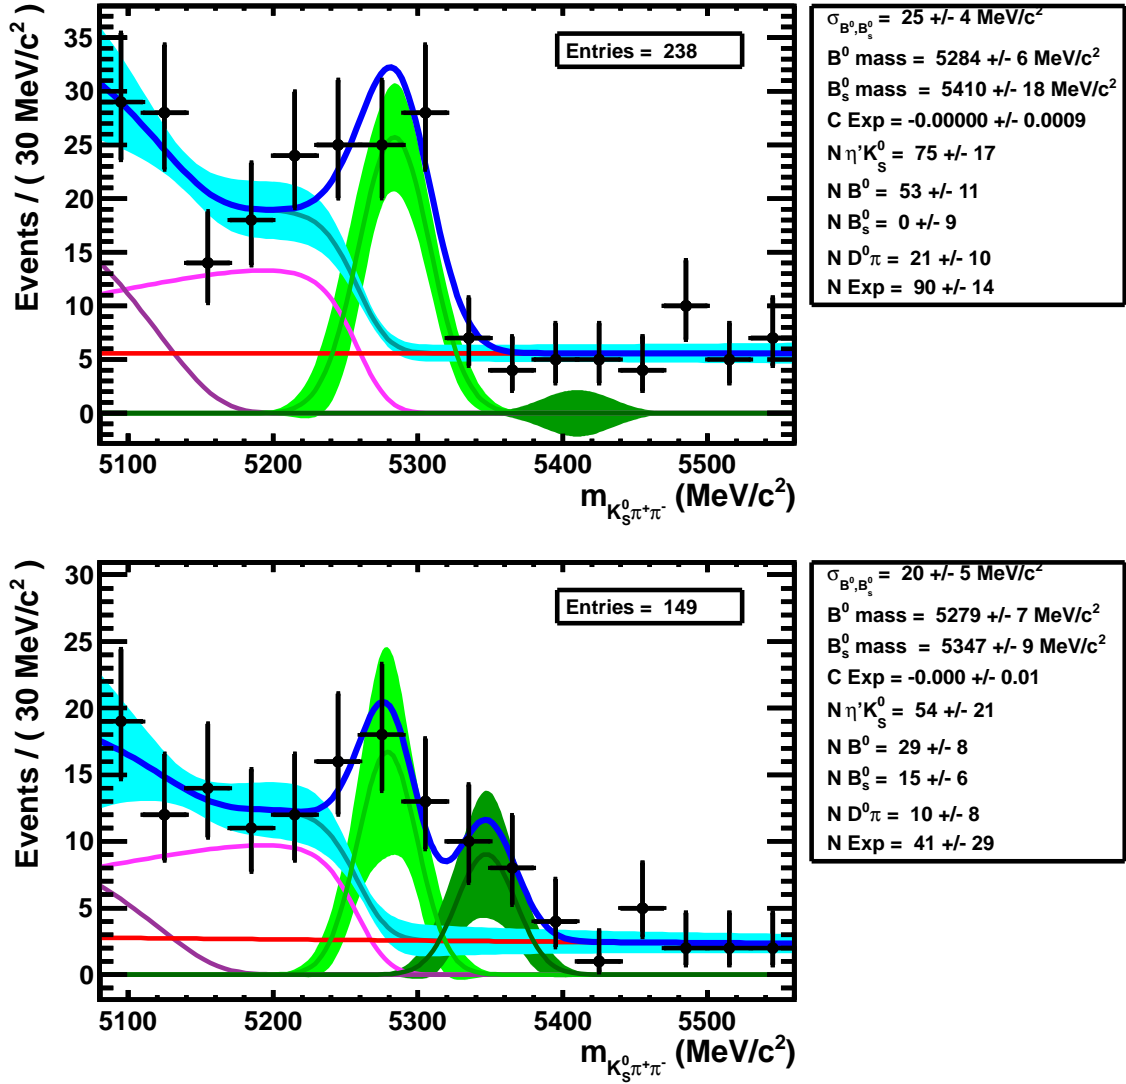 Events / ( 30 MeV/c²)
35
30
25
20
15
10
5
0
Entries = 238
5100 5200 5300 5400 5500
m K⁰_S π⁺π⁻ (MeV/c²)
σ B⁰,B⁰_s = 25 +/- 4 MeV/c²
B⁰ mass = 5284 +/- 6 MeV/c²
B⁰_s mass = 5410 +/- 18 MeV/c²
C Exp = -0.00000 +/- 0.0009
N η'K⁰_S = 75 +/- 17
N B⁰ = 53 +/- 11
N B⁰_s = 0 +/- 9
N D⁰π = 21 +/- 10
N Exp = 90 +/- 14
Events / ( 30 MeV/c²)
30
25
20
15
10
5
0
Entries = 149
5100 5200 5300 5400 5500
m K⁰_S π⁺π⁻ (MeV/c²)
σ B⁰,B⁰_s = 20 +/- 5 MeV/c²
B⁰ mass = 5279 +/- 7 MeV/c²
B⁰_s mass = 5347 +/- 9 MeV/c²
C Exp = -0.000 +/- 0.01
N η'K⁰_S = 54 +/- 21
N B⁰ = 29 +/- 8
N B⁰_s = 15 +/- 6
N D⁰π = 10 +/- 8
N Exp = 41 +/- 29